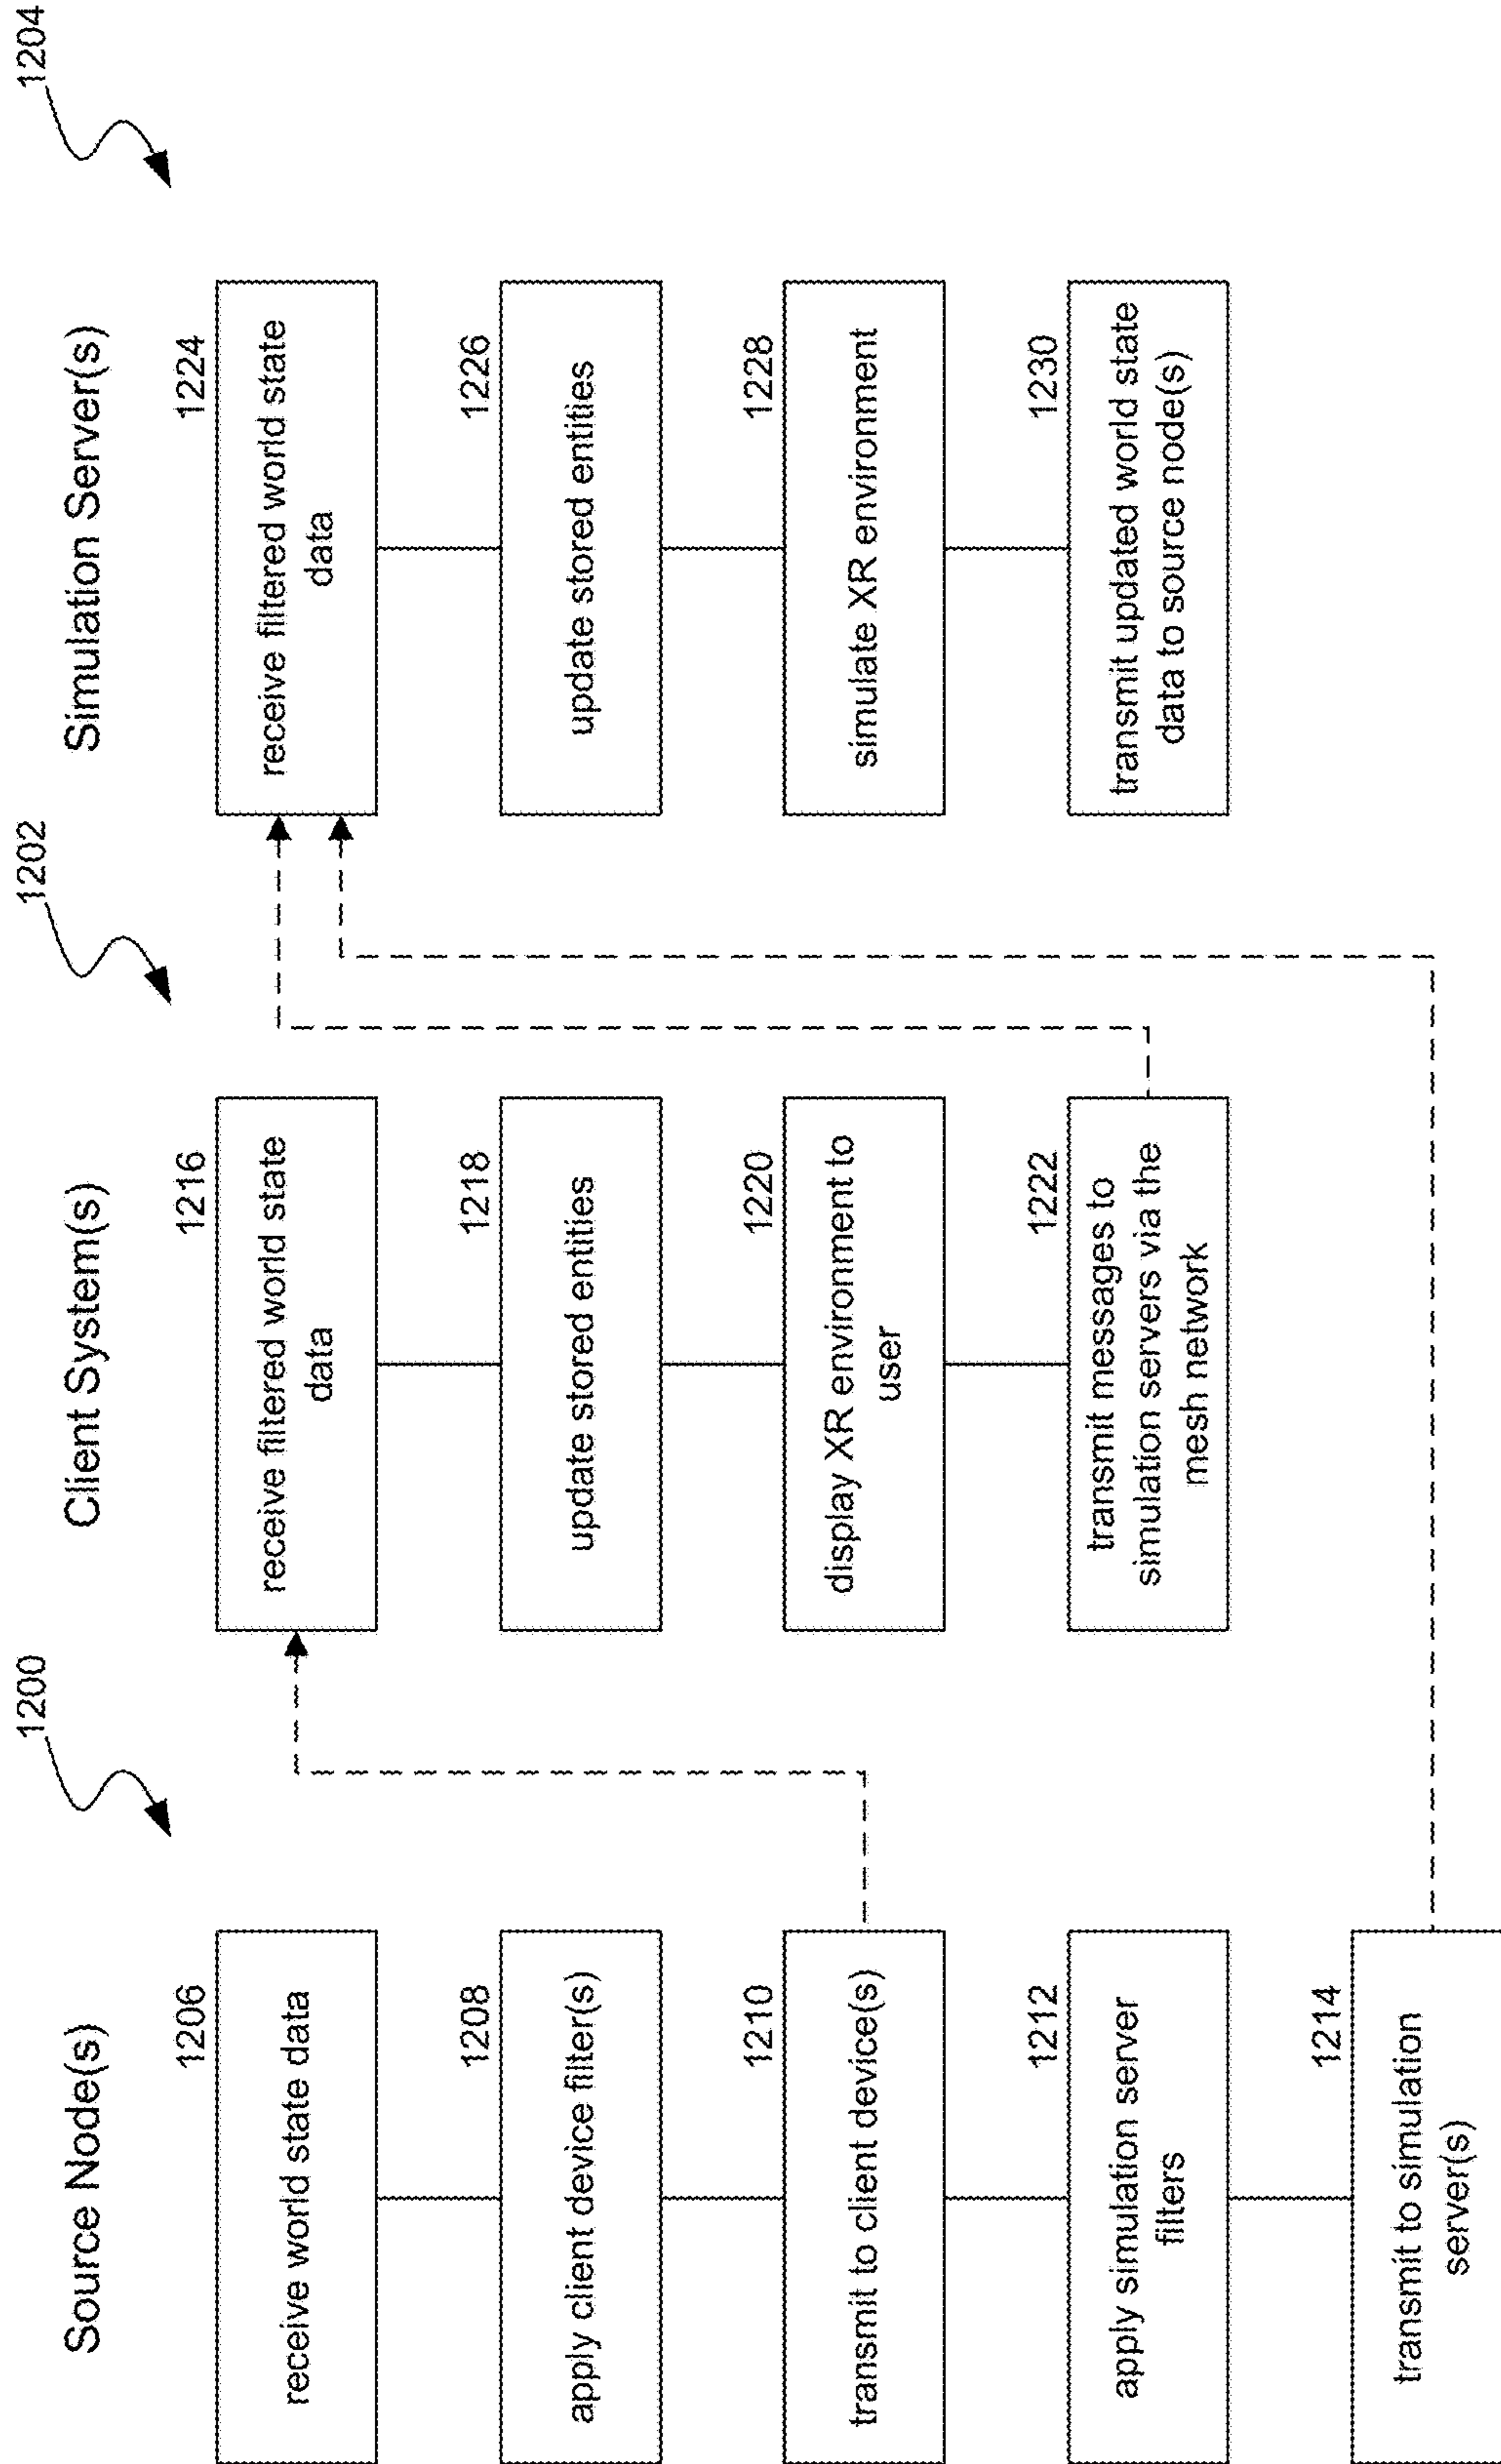 1200
Source Node(s)
1206
receive world state data
1208
apply client device filter(s)
1210
transmit to client device(s)
1212
apply simulation server
filters
1214
transmit to simulation
server(s)
1202
Client System(s)
1216
receive filtered world state
data
1218
update stored entities
1220
display XR environment to
user
1222
transmit messages to
simulation servers via the
mesh network
1204
Simulation Server(s)
1224
receive filtered world state
data
1226
update stored entities
1228
simulate XR environment
1230
transmit updated world state
data to source node(s)